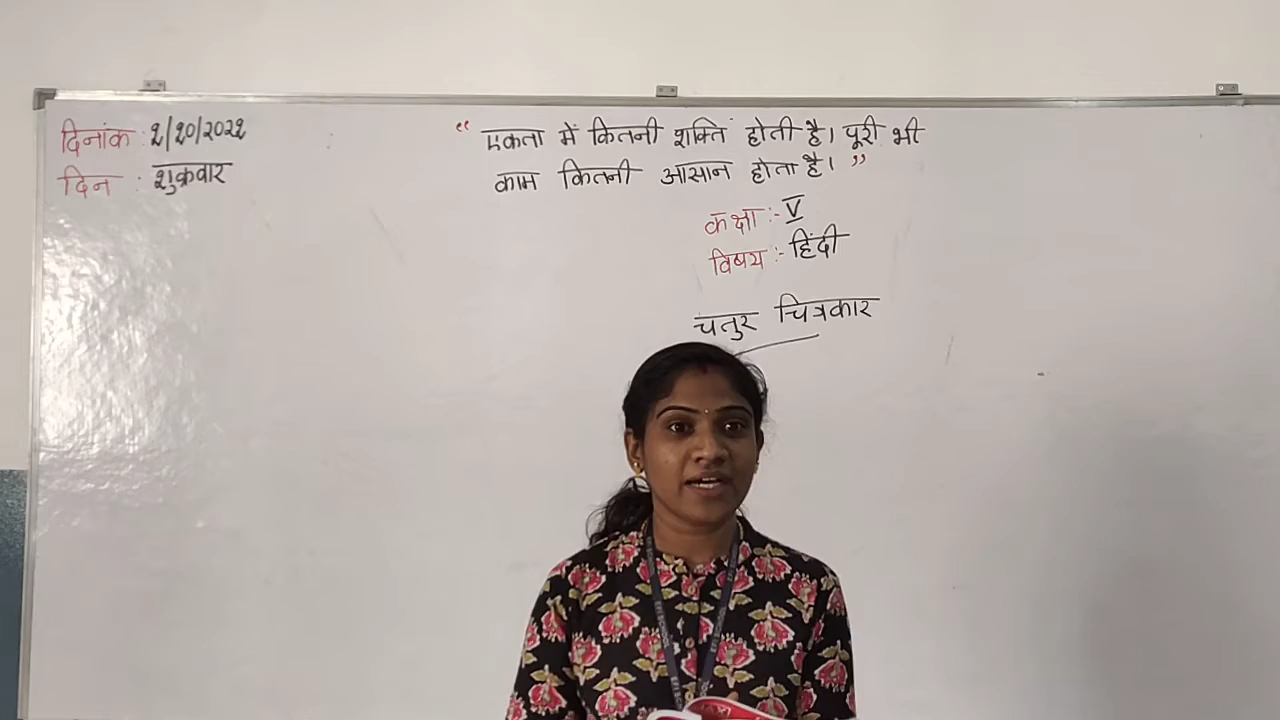 दिनांक : 2/10/2022
दिन : शुक्रवार
“ एकता में कितनी शक्ति होती है। पूरी भी
काम कितनी आसान होता है। ”
कक्षा :- V
विषय :- हिंदी
चतुर चित्रकार